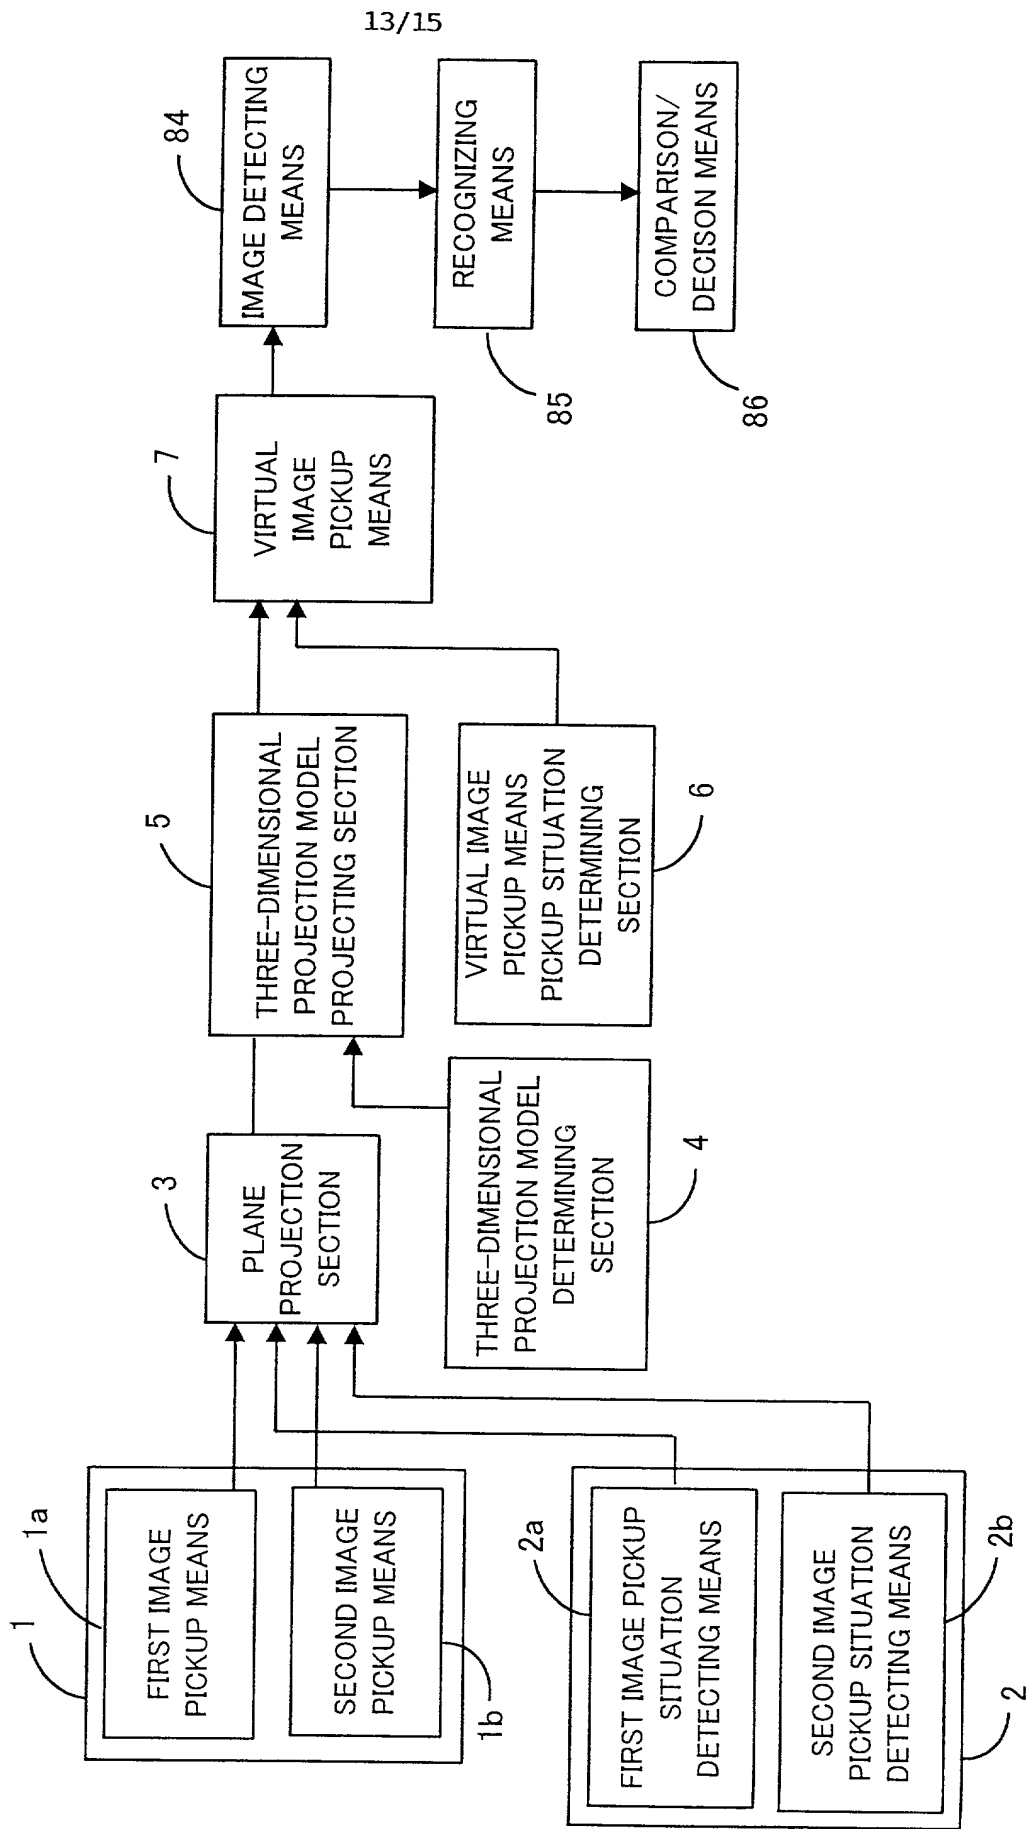 13/15
1
1a
FIRST IMAGE
PICKUP MEANS
SECOND IMAGE
PICKUP MEANS
1b
2a
FIRST IMAGE PICKUP
SITUATION
DETECTING MEANS
SECOND IMAGE
PICKUP SITUATION
DETECTING MEANS
2b
2
3
PLANE
PROJECTION
SECTION
THREE-DIMENSIONAL
PROJECTION MODEL
DETERMINING
SECTION
4
5
THREE-DIMENSIONAL
PROJECTION MODEL
PROJECTING SECTION
VIRTUAL IMAGE
PICKUP MEANS
PICKUP SITUATION
DETERMINING
SECTION
6
7
VIRTUAL
IMAGE
PICKUP
MEANS
84
IMAGE DETECTING
MEANS
RECOGNIZING
MEANS
85
COMPARISON/
DECISON MEANS
86